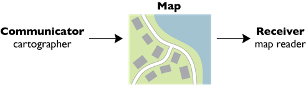 Map
Communicator
cartographer
Receiver
map reader